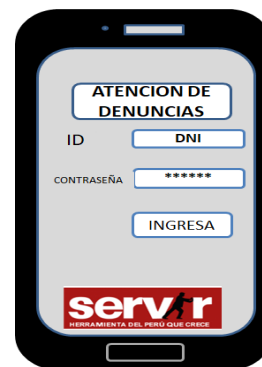 ATENCION DE
DENUNCIAS
ID
DNI
CONTRASEÑA
******
INGRESA
servir
HERRAMIENTA DEL PERÚ QUE CRECE